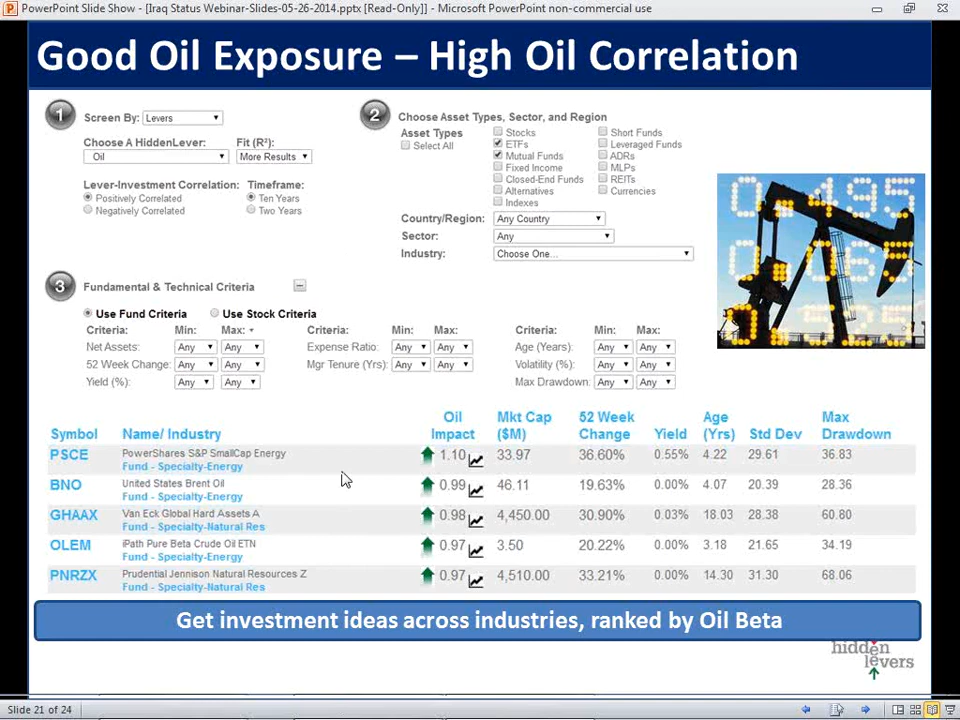 PowerPoint Slide Show - [Iraq Status Webinar-Slides-05-26-2014.pptx [Read-Only]] - Microsoft PowerPoint non-commercial use
Good Oil Exposure – High Oil Correlation
1
Screen By: Levers
Choose A HiddenLever: Fit (R²):
Oil More Results
Lever-Investment Correlation: Timeframe:
Positively Correlated Ten Years
Negatively Correlated Two Years
2
Choose Asset Types, Sector, and Region
Asset Types Stocks Short Funds
Select All ETFs Leveraged Funds
Mutual Funds ADRs
Fixed Income MLPs
Closed-End Funds REITs
Alternatives Currencies
Indexes
Country/Region: Any Country
Sector: Any
Industry: Choose One...
3
Fundamental & Technical Criteria
Use Fund Criteria Use Stock Criteria
Criteria: Min: Max: Criteria: Min: Max: Criteria: Min: Max:
Net Assets: Any Any Expense Ratio: Any Any Age (Years): Any Any
52 Week Change: Any Any Mgr Tenure (Yrs): Any Any Volatility (%): Any Any
Yield (%): Any Any Max Drawdown: Any Any
Oil Mkt Cap 52 Week Age Max
Symbol Name/ Industry Impact ($M) Change Yield (Yrs) Std Dev Drawdown
PSCE PowerShares S&P SmallCap Energy 1.10 33.97 36.60% 0.55% 4.22 29.61 36.83
Fund - Specialty-Energy
BNO United States Brent Oil 0.99 46.11 19.63% 0.00% 4.07 20.39 28.36
Fund - Specialty-Energy
GHAAX Van Eck Global Hard Assets A 0.98 4,450.00 30.90% 0.03% 18.03 28.38 60.80
Fund - Specialty-Natural Res
OLEM iPath Pure Beta Crude Oil ETN 0.97 3.50 20.22% 0.00% 3.18 21.65 34.19
Fund - Specialty-Energy
PNRZX Prudential Jennison Natural Resources Z 0.97 4,510.00 33.21% 0.00% 14.30 31.30 68.06
Fund - Specialty-Natural Res
Get investment ideas across industries, ranked by Oil Beta
hidden
levers
Slide 21 of 24